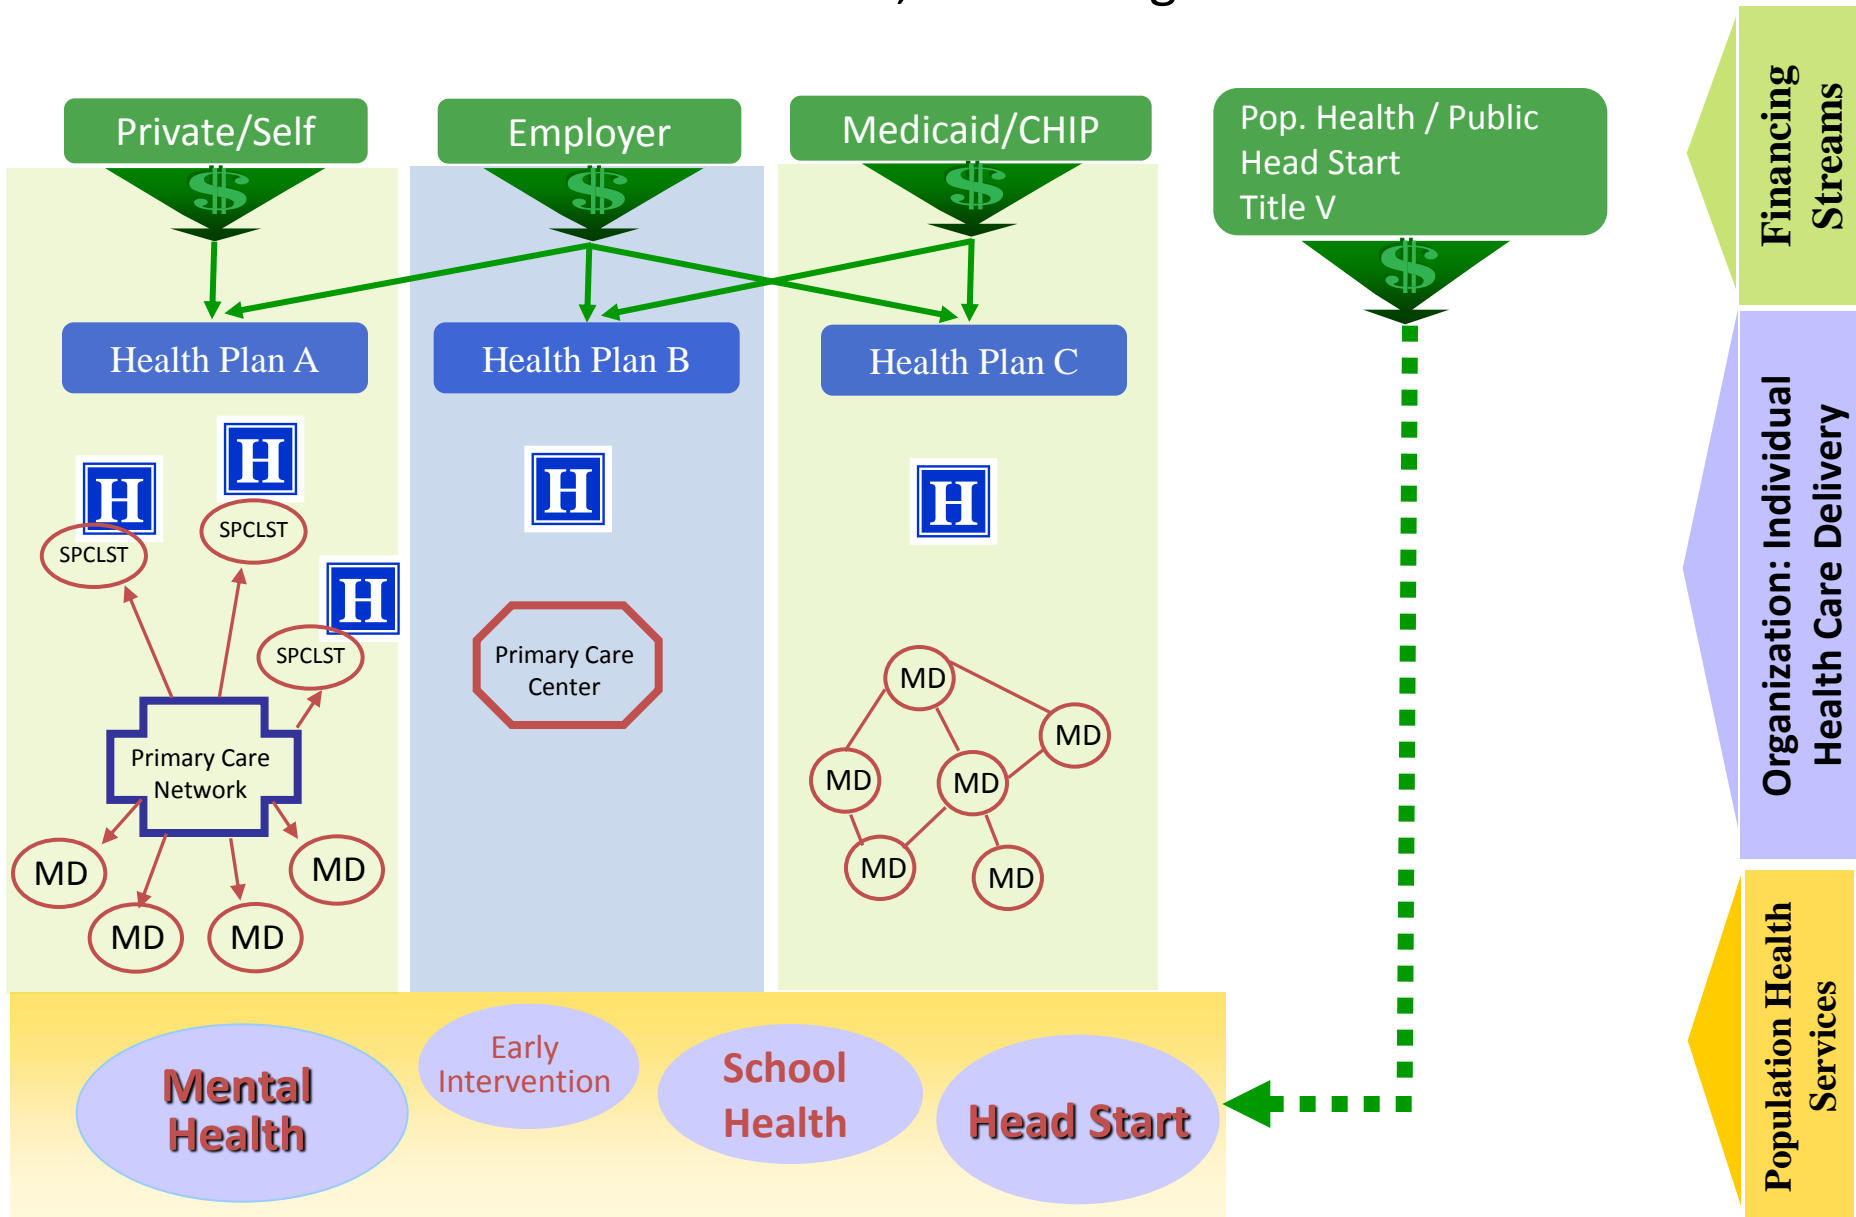 Private/Self
Employer
Medicaid/CHIP
Pop. Health / Public
Head Start
Title V
$
$
$
$
Health Plan A
Health Plan B
Health Plan C
H
H
H
H
H
SPCLST
SPCLST
SPCLST
Primary Care
Network
MD
MD
MD
MD
Primary Care
Center
MD
MD
MD
MD
MD
MD
Mental
Health
Early
Intervention
School
Health
Head Start
Financing
Streams
Organization: Individual
Health Care Delivery
Population Health
Services